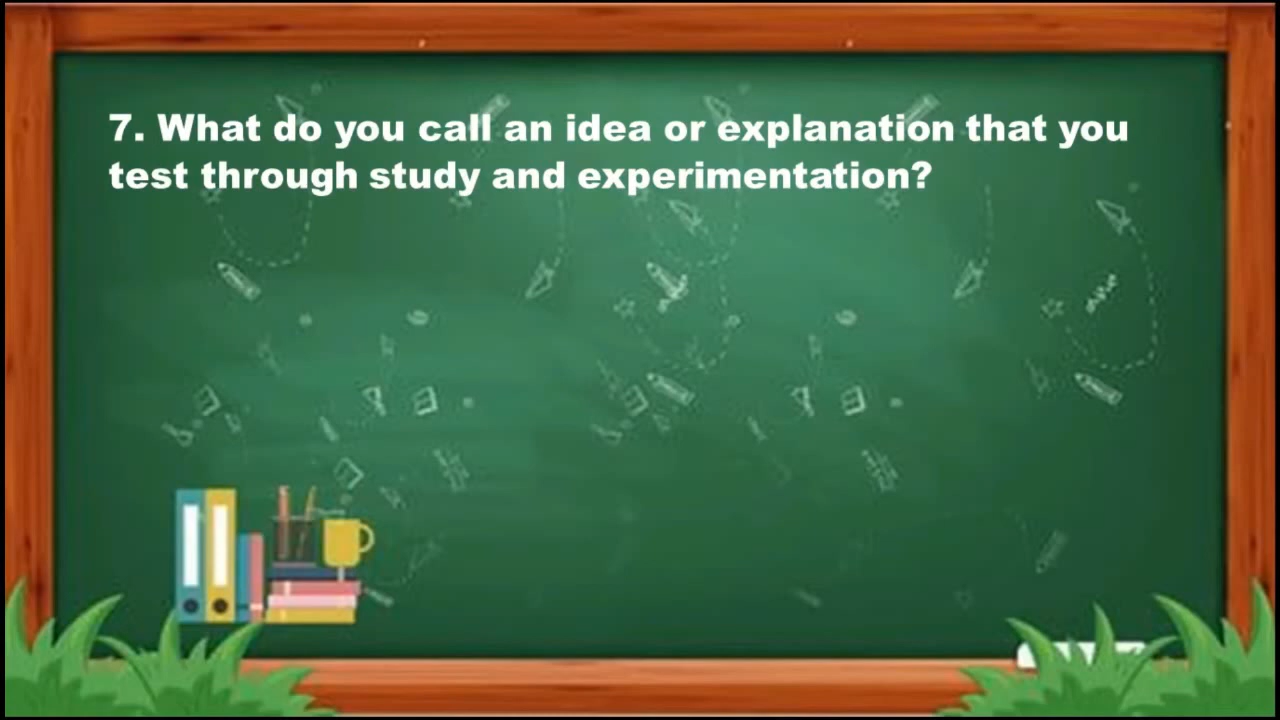 7. What do you call an idea or explanation that you
test through study and experimentation?